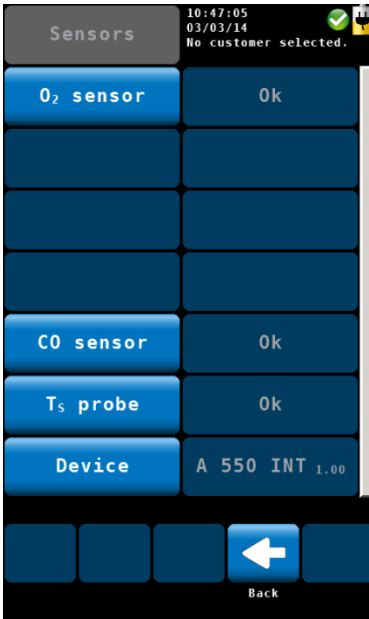 Sensors
10:47:05
03/03/14
No customer selected.
O₂ sensor
Ok
CO sensor
Ok
Tₛ probe
Ok
Device
A 550 INT 1.00
Back